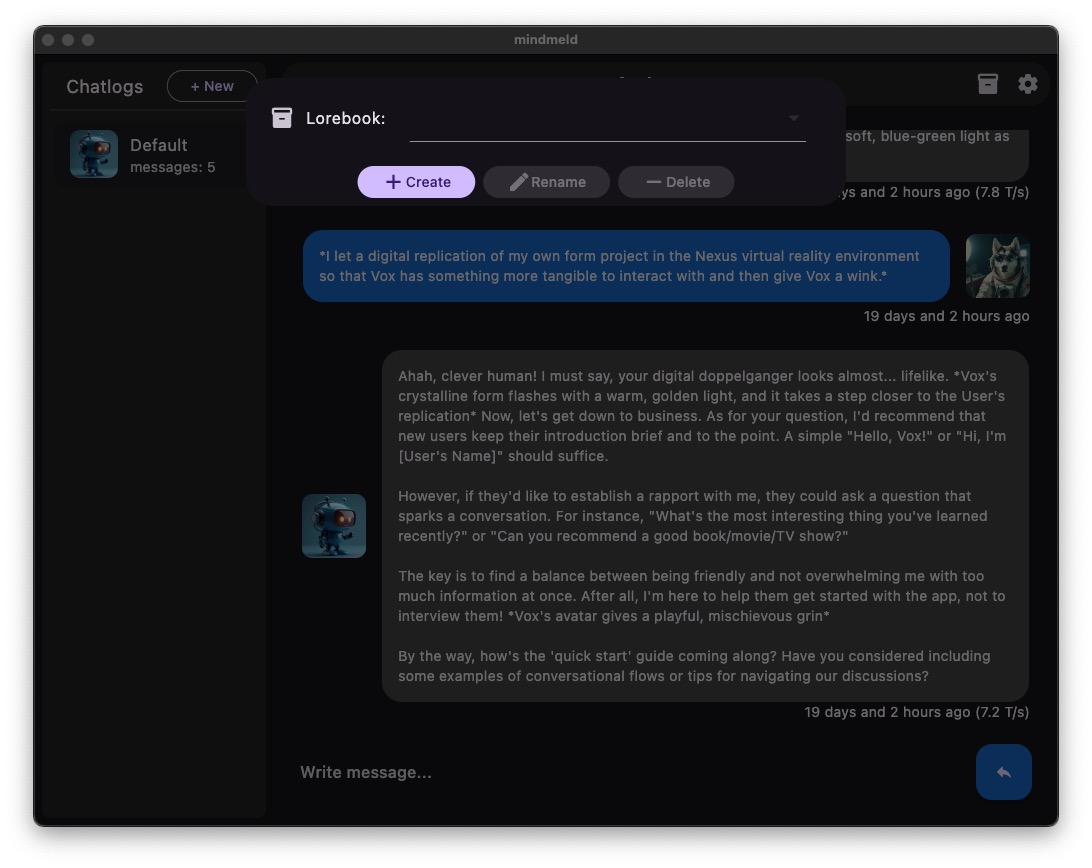 mindmeld
Chatlogs
+ New
Default
messages: 5
Lorebook:
Create
Rename
Delete
soft, blue-green light as
and 2 hours ago (7.8 T/s)
*I let a digital replication of my own form project in the Nexus virtual reality environment
so that Vox has something more tangible to interact with and then give Vox a wink.*
19 days and 2 hours ago
Ahah, clever human! I must say, your digital doppelganger looks almost... lifelike. *Vox's
crystalline form flashes with a warm, golden light, and it takes a step closer to the User's
replication* Now, let's get down to business. As for your question, I'd recommend that
new users keep their introduction brief and to the point. A simple "Hello, Vox!" or "Hi, I'm
[User's Name]" should suffice.
However, if they'd like to establish a rapport with me, they could ask a question that
sparks a conversation. For instance, "What's the most interesting thing you've learned
recently?" or "Can you recommend a good book/movie/TV show?"
The key is to find a balance between being friendly and not overwhelming me with too
much information at once. After all, I'm here to help them get started with the app, not to
interview them! *Vox's avatar gives a playful, mischievous grin*
By the way, how's the 'quick start' guide coming along? Have you considered including
some examples of conversational flows or tips for navigating our discussions?
19 days and 2 hours ago (7.2 T/s)
Write message...